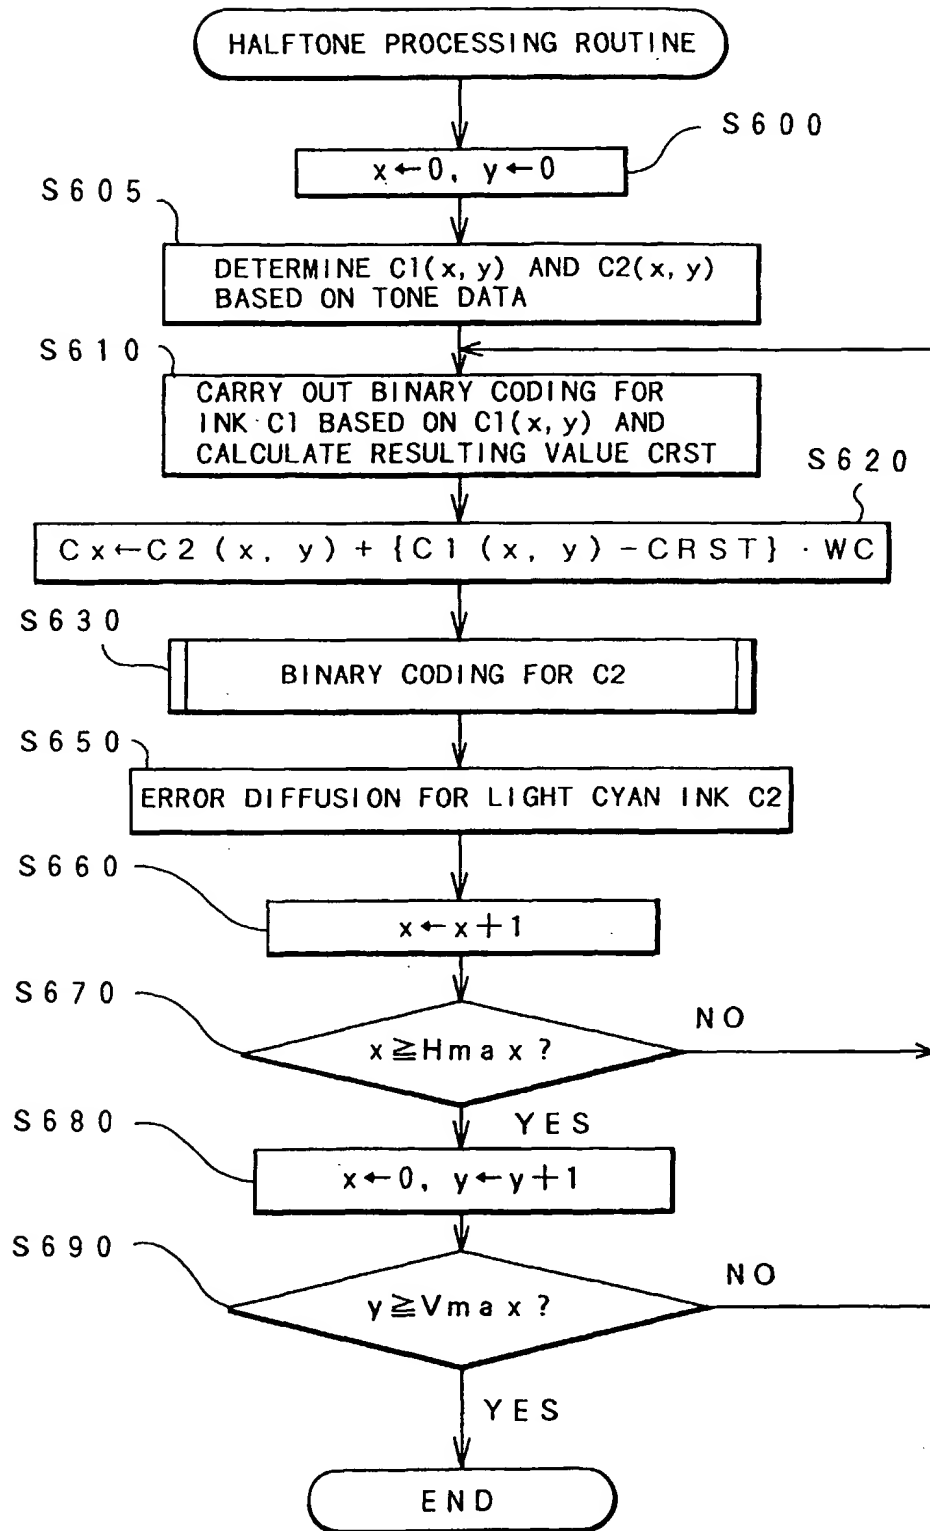 HALFTONE PROCESSING ROUTINE
S600
x←0, y←0
S605
DETERMINE C1(x, y) AND C2(x, y)
BASED ON TONE DATA
S610
CARRY OUT BINARY CODING FOR
INK C1 BASED ON C1(x, y) AND
CALCULATE RESULTING VALUE CRST
S620
Cx←C2 (x, y) + {C1 (x, y) −CRST} · WC
S630
BINARY CODING FOR C2
S650
ERROR DIFFUSION FOR LIGHT CYAN INK C2
S660
x←x+1
S670
x≧Hmax?
NO
YES
S680
x←0, y←y+1
S690
y≧Vmax?
NO
YES
END